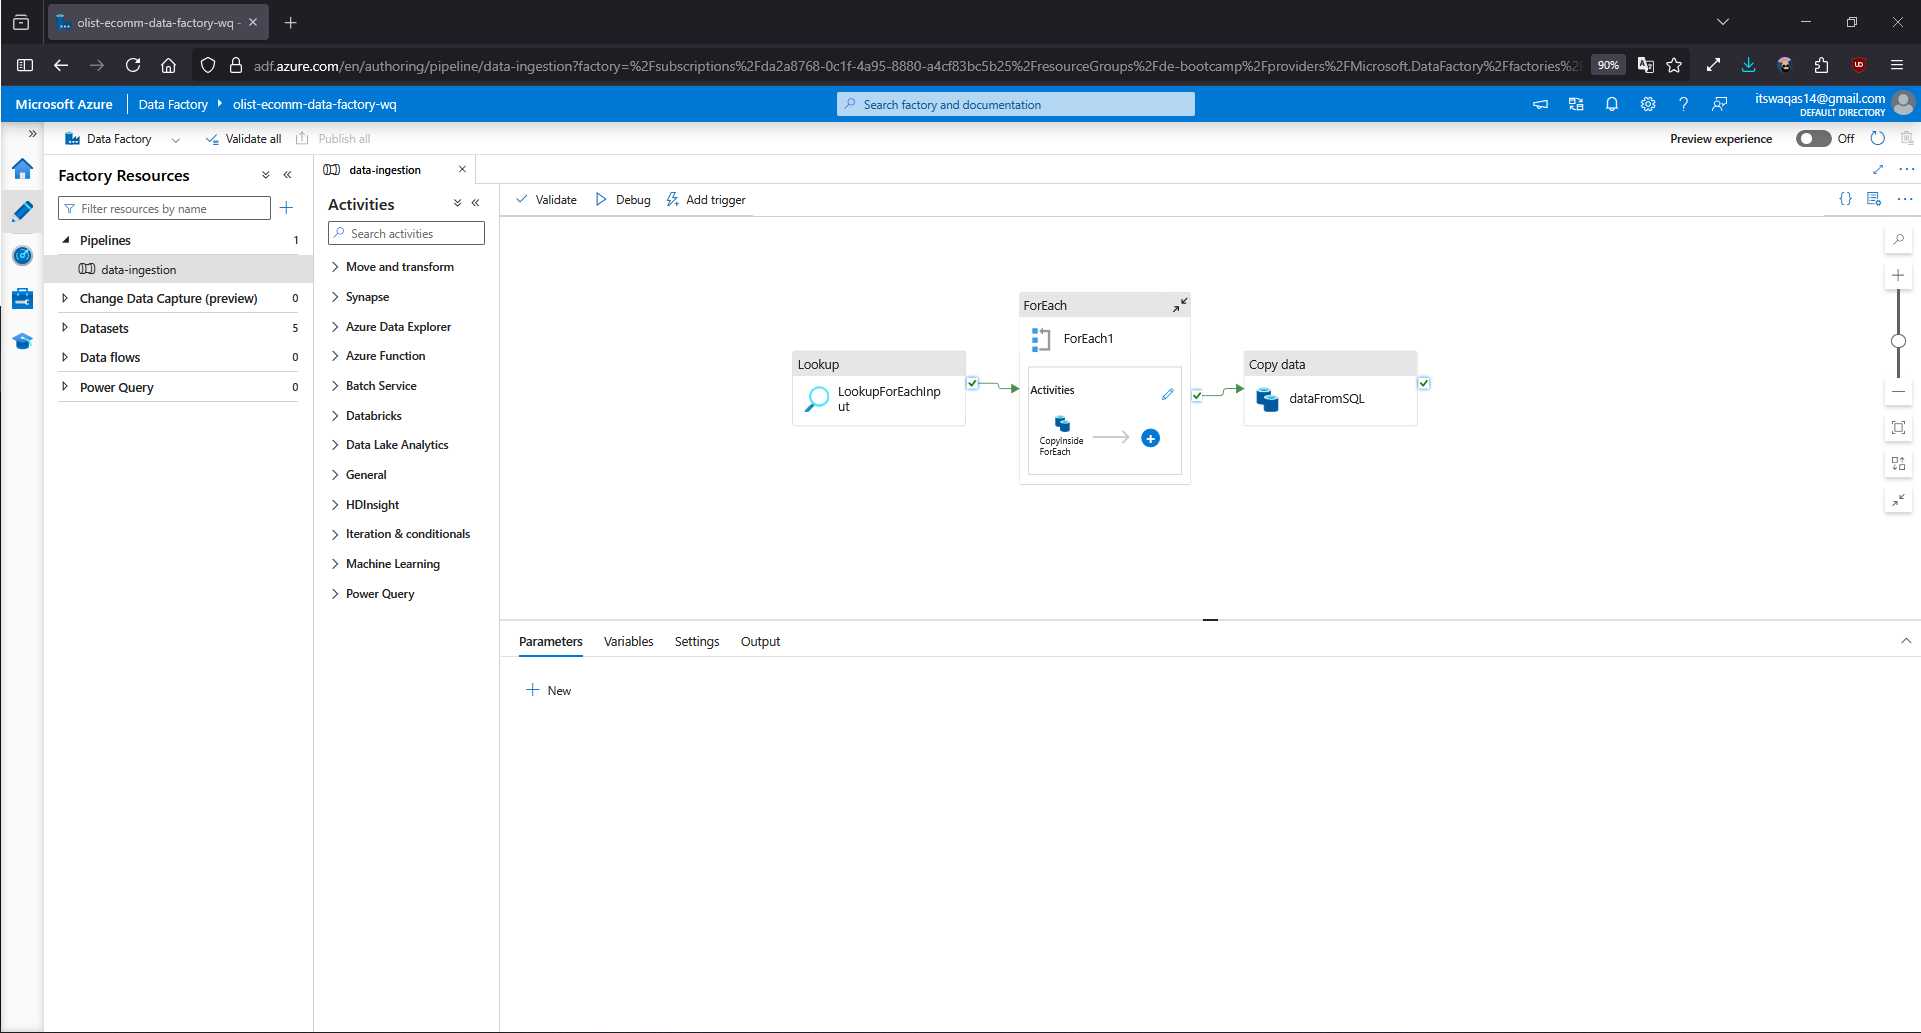 olist-ecomm-data-factory-wq -
adf.azure.com/en/authoring/pipeline/data-ingestion?factory=%2Fsubscriptions%2Fda2a8768-0c1f-4a95-8880-a4cf83bc5b25%2FresourceGroups%2Fde-bootcamp%2Fproviders%2FMicrosoft.DataFactory%2Ffactories%2
90%
Microsoft Azure
Data Factory
olist-ecomm-data-factory-wq
Search factory and documentation
itswaqas14@gmail.com
DEFAULT DIRECTORY
Data Factory
Validate all
Publish all
Preview experience
Off
Factory Resources
Filter resources by name
Pipelines 1
data-ingestion
Change Data Capture (preview) 0
Datasets 5
Data flows 0
Power Query 0
data-ingestion
Activities
Search activities
Move and transform
Synapse
Azure Data Explorer
Azure Function
Batch Service
Databricks
Data Lake Analytics
General
HDInsight
Iteration & conditionals
Machine Learning
Power Query
Validate
Debug
Add trigger
{}
Lookup
LookupForEachInp
ut
ForEach
ForEach1
Activities
CopyInside
ForEach
Copy data
dataFromSQL
Parameters
Variables
Settings
Output
New